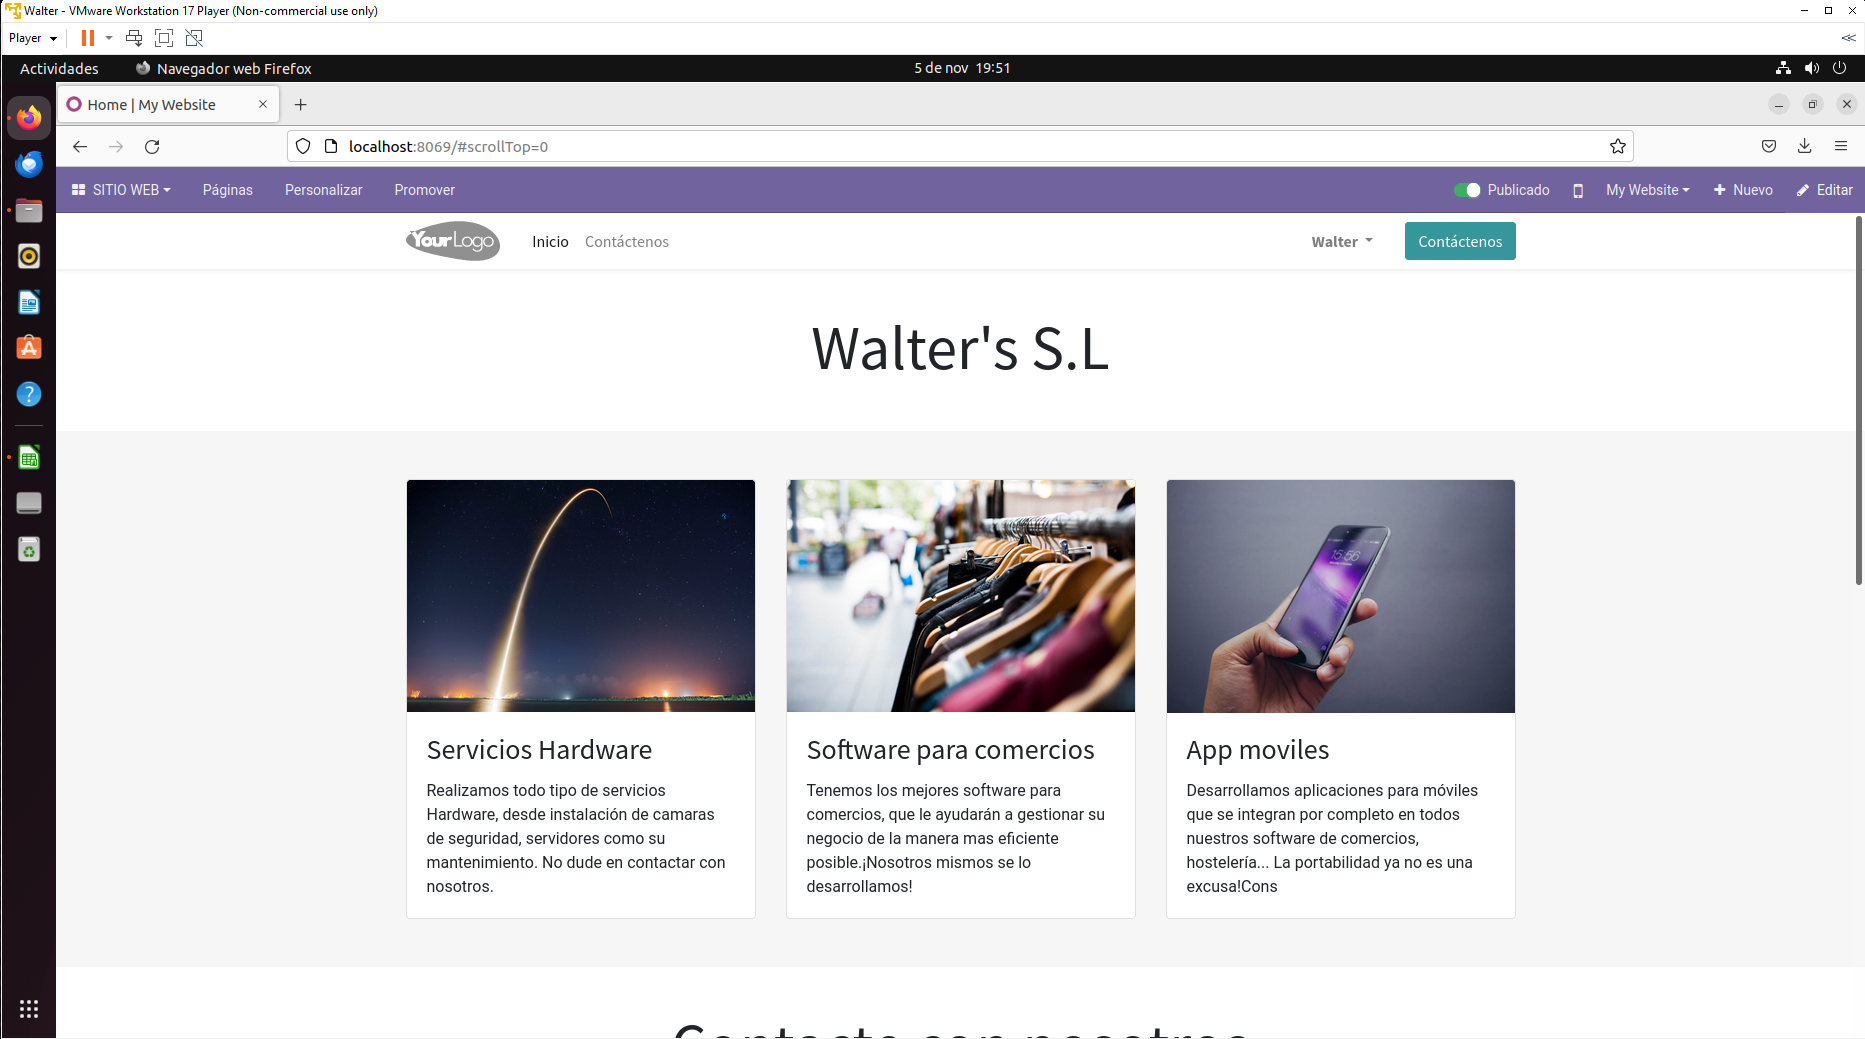 Walter - VMware Workstation 17 Player (Non-commercial use only)
Player
Actividades
Navegador web Firefox
5 de nov 19:51
Home | My Website
localhost:8069/#scrollTop=0
SITIO WEB
Páginas
Personalizar
Promover
Publicado
My Website
Nuevo
Editar
YourLogo
Inicio
Contáctenos
Walter
Contáctenos
Walter's S.L
15:56
Servicios Hardware
Realizamos todo tipo de servicios
Hardware, desde instalación de camaras
de seguridad, servidores como su
mantenimiento. No dude en contactar con
nosotros.
Software para comercios
Tenemos los mejores software para
comercios, que le ayudarán a gestionar su
negocio de la manera mas eficiente
posible.¡Nosotros mismos se lo
desarrollamos!
App moviles
Desarrollamos aplicaciones para móviles
que se integran por completo en todos
nuestros software de comercios,
hostelería... La portabilidad ya no es una
excusa!Cons
Contacte con nosotros